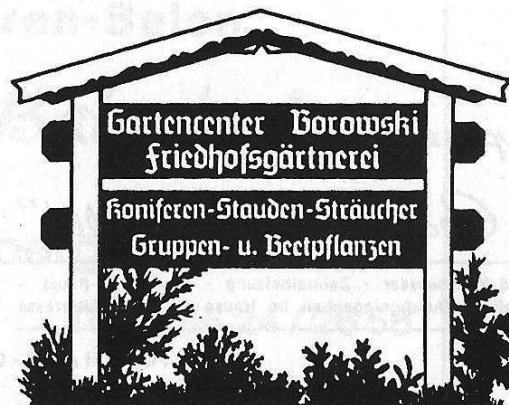 Gartencenter Borowski
Friedhofsgärtnerei
Koniferen-Stauden-Sträucher
Gruppen- u. Beetpflanzen